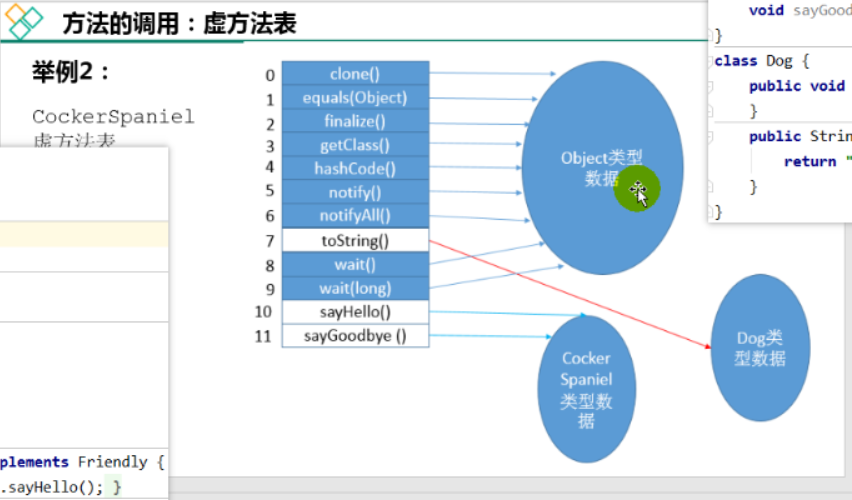 方法的调用：虚方法表
举例2：
CockerSpaniel
虚方法表
0 clone()
1 equals(Object)
2 finalize()
3 getClass()
4 hashCode()
5 notify()
6 notifyAll()
7 toString()
8 wait()
9 wait(long)
10 sayHello()
11 sayGoodbye ()
Object类型
数据
Cocker
Spaniel
类型数
据
Dog类
型数据
void sayGood
}
class Dog {
public void
}
public Strin
return "
}
}
plements Friendly {
.sayHello(); }